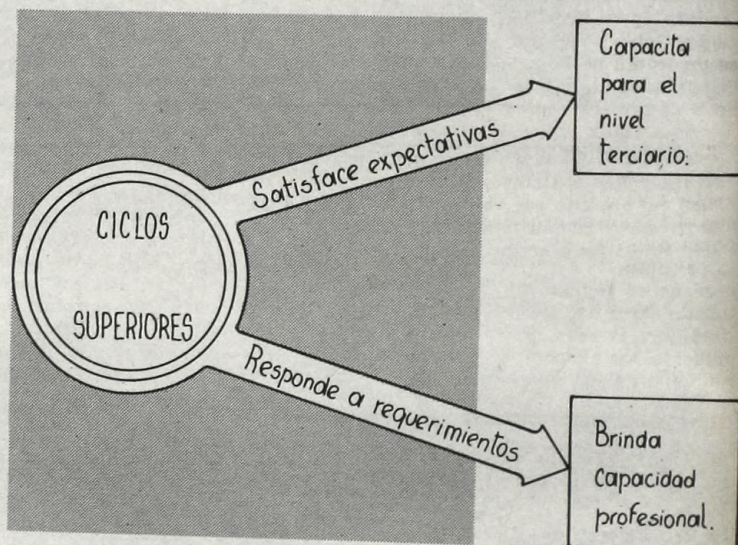 CICLOS
SUPERIORES
Satisface expectativas
Capacita
para el
nivel
terciario.
Responde a requerimientos
Brinda
capacidad
profesional.